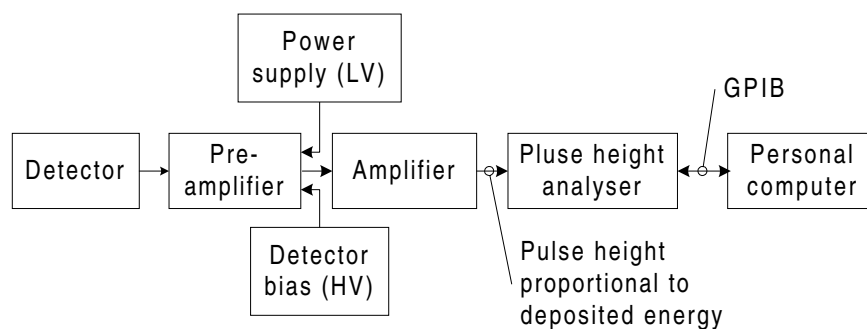 Power
supply (LV)
GPIB
Detector
Pre-
amplifier
Amplifier
Pluse height
analyser
Personal
computer
Detector
bias (HV)
Pulse height
proportional to
deposited energy